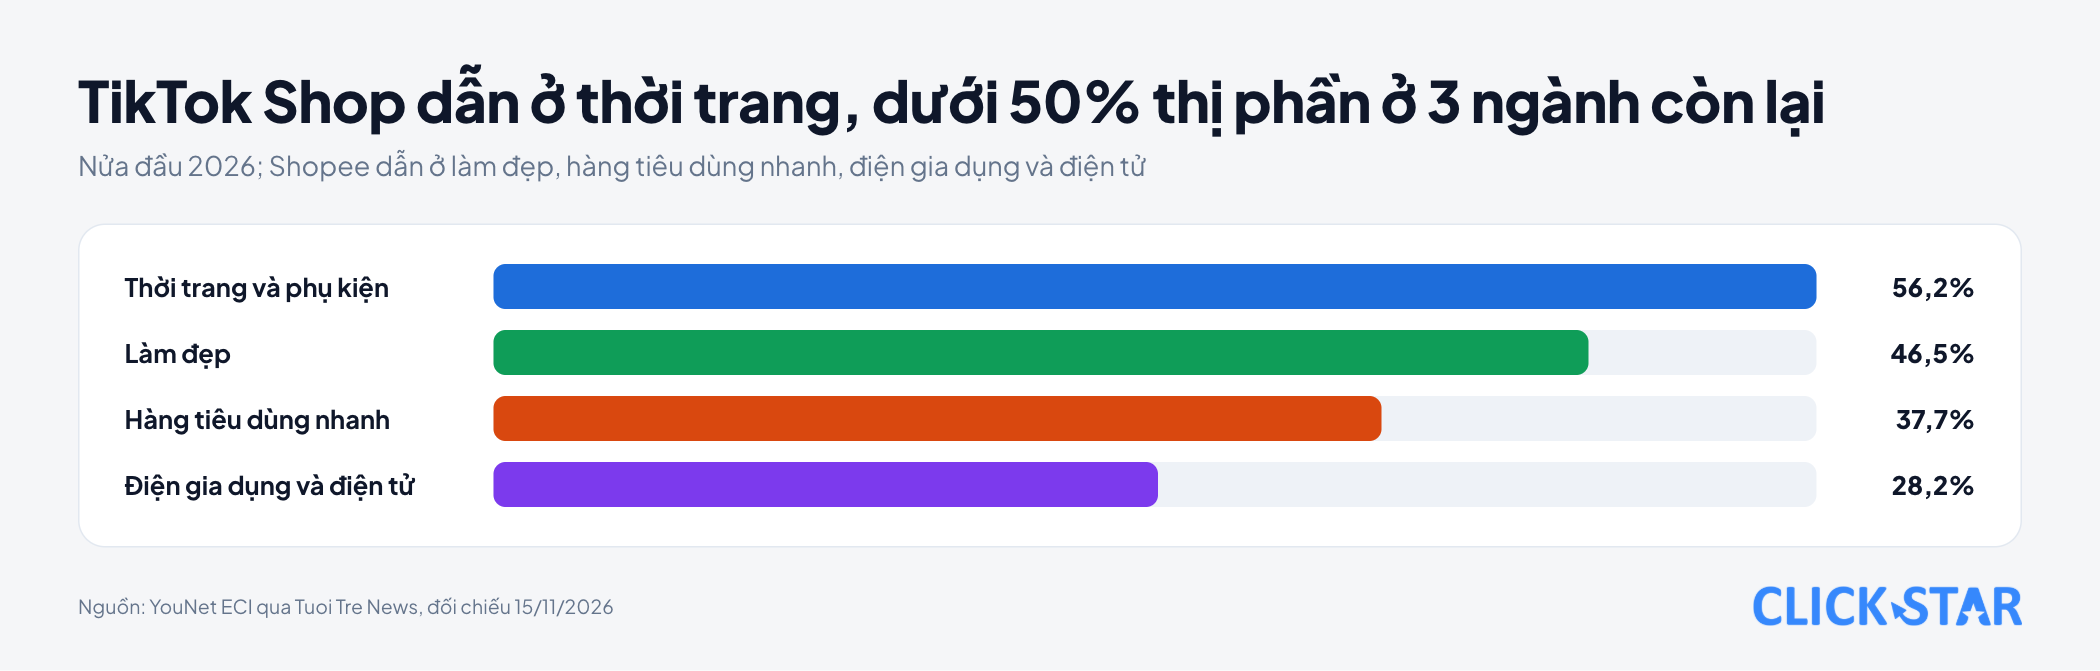 TikTok Shop dẫn ở thời trang, dưới 50% thị phần ở 3 ngành còn lại
Nửa đầu 2026; Shopee dẫn ở làm đẹp, hàng tiêu dùng nhanh, điện gia dụng và điện tử
Thời trang và phụ kiện 56,2%
Làm đẹp 46,5%
Hàng tiêu dùng nhanh 37,7%
Điện gia dụng và điện tử 28,2%
Nguồn: YouNet ECI qua Tuoi Tre News, đối chiếu 15/11/2026
CLICK STAR